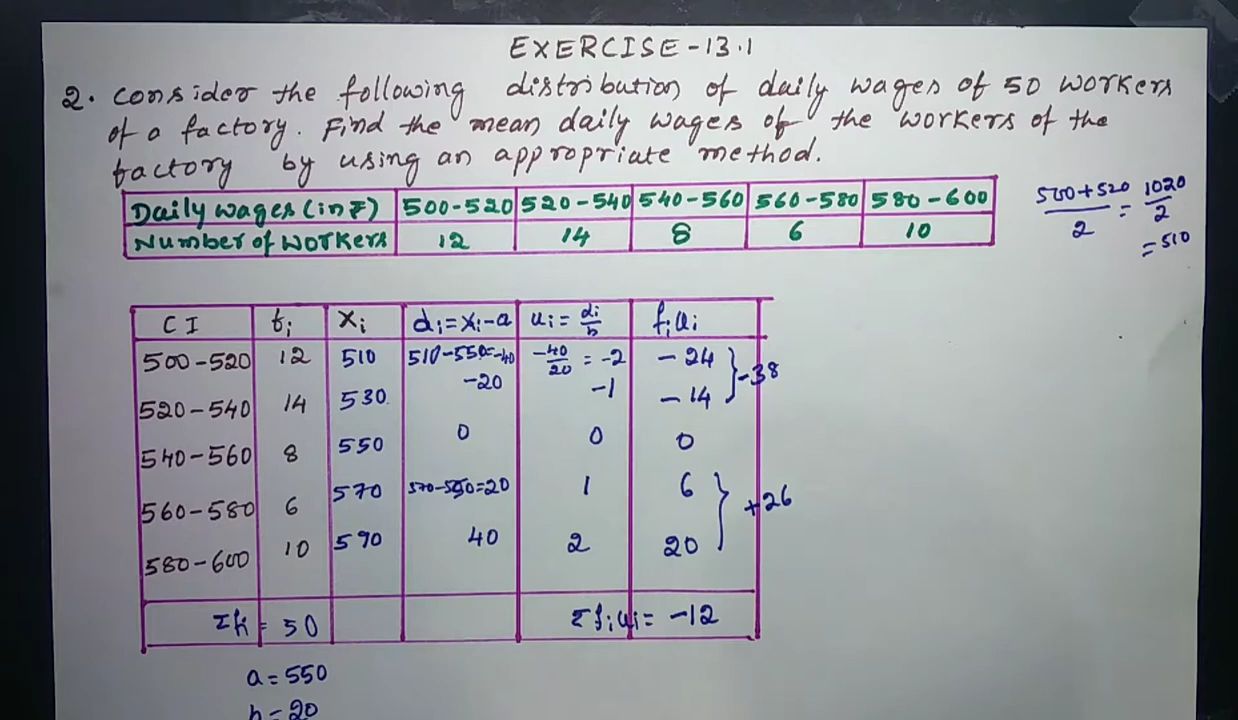 EXERCISE-13.1
2. consider the following distribution of daily wages of 50 workers
of a factory. Find the mean daily wages of the workers of the
factory by using an appropriate method.
Daily wages (in ₹) 500-520 520-540 540-560 560-580 580-600
Number of workers 12 14 8 6 10
500+520/2 = 1020/2
= 510
CI fi xi di=xi-a ui=di/h fiui
500-520 12 510 510-550=-40 -40/20 = -2 -24
520-540 14 530 -20 -1 -14 } -38
540-560 8 550 0 0 0
560-580 6 570 570-550=20 1 6
580-600 10 590 40 2 20 } +26
Σfi = 50 Σfiui = -12
a=550
h=20